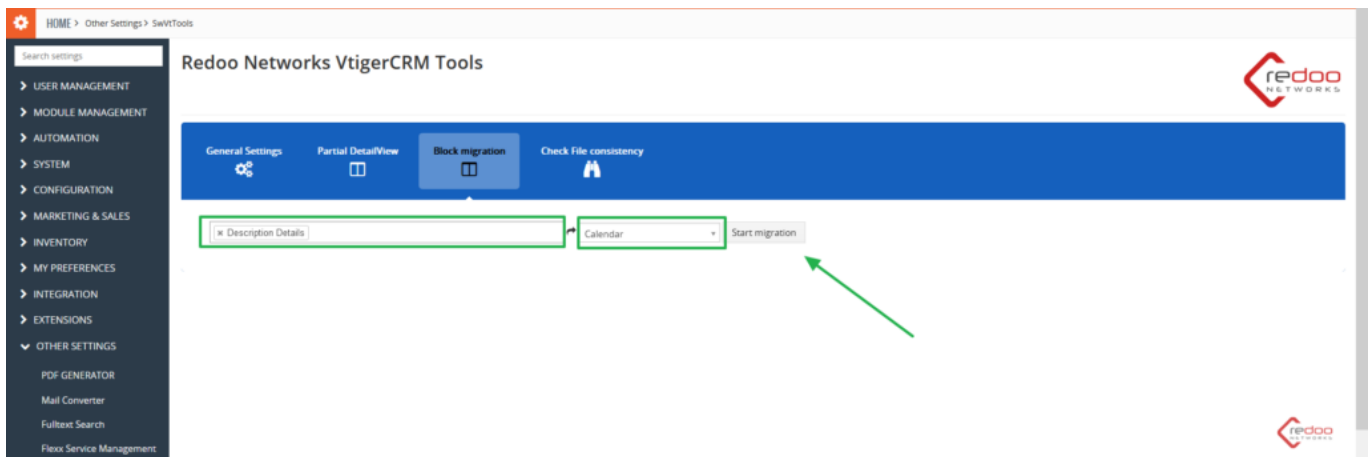 HOME > Other Settings > SwVtTools
Search settings
Redoo Networks VtigerCRM Tools
redoo
NETWORKS
USER MANAGEMENT
MODULE MANAGEMENT
AUTOMATION
SYSTEM
CONFIGURATION
MARKETING & SALES
INVENTORY
MY PREFERENCES
INTEGRATION
EXTENSIONS
OTHER SETTINGS
PDF GENERATOR
Mail Converter
Fulltext Search
Flexx Service Management
General Settings
Partial DetailView
Block migration
Check File consistency
× Description Details
Calendar
Start migration
redoo
NETWORKS